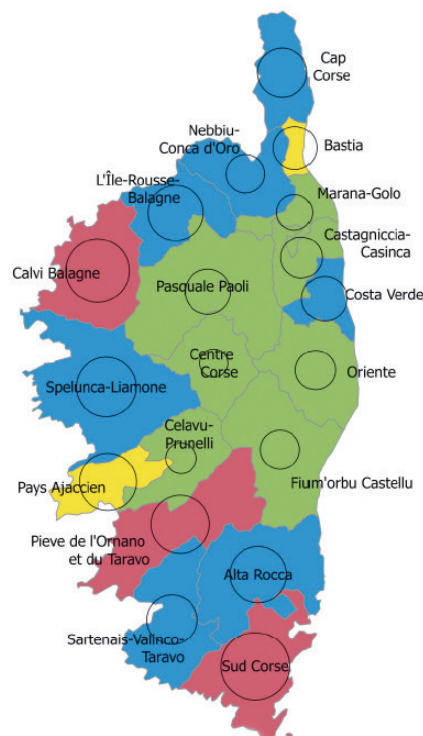 Cap
Corse
Nebbiu-
Conca d'Oro
Bastia
L'Île-Rousse-
Balagne
Marana-Golo
Castagniccia-
Casinca
Calvi Balagne
Pasquale Paoli
Costa Verde
Centre
Corse
Spelunca-Liamone
Oriente
Celavu-
Prunelli
Pays Ajaccien
Fium'orbu Castellu
Pieve de l'Ornano
et du Taravo
Alta Rocca
Sartenais-Valinco-
Taravo
Sud Corse